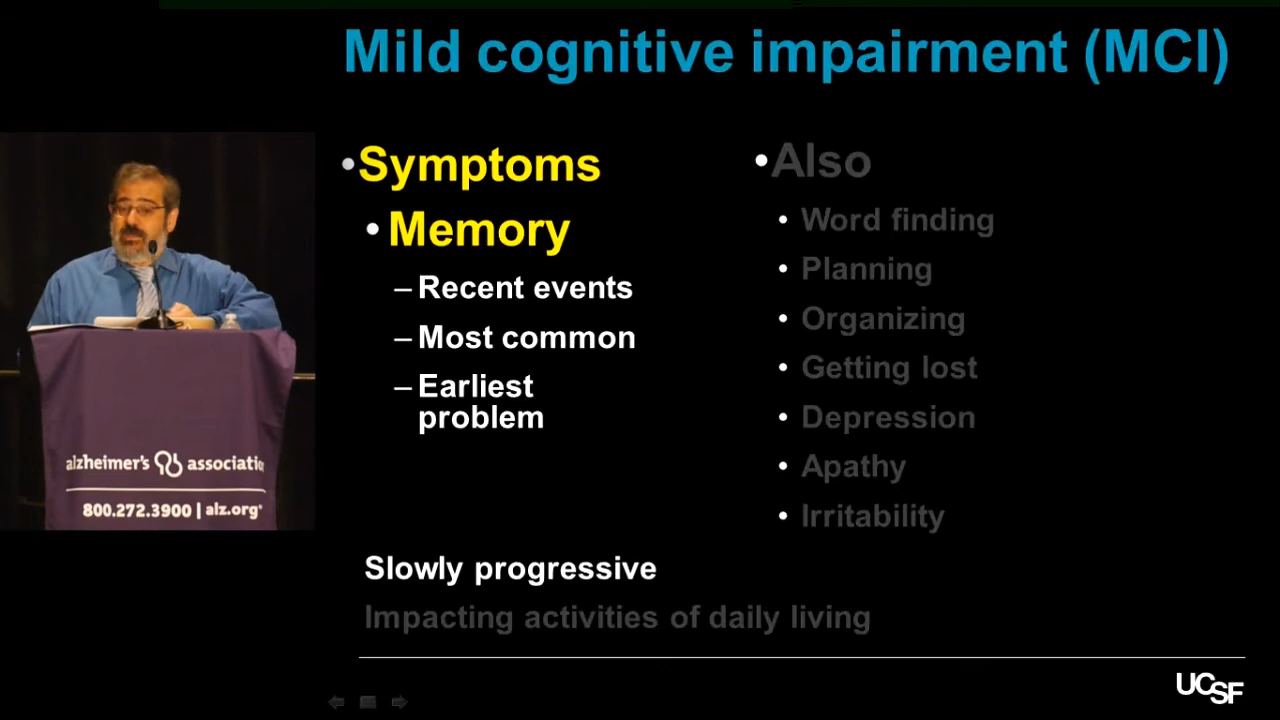 Mild cognitive impairment (MCI)
•Symptoms
• Memory
– Recent events
– Most common
– Earliest
problem
•Also
• Word finding
• Planning
• Organizing
• Getting lost
• Depression
• Apathy
• Irritability
Slowly progressive
Impacting activities of daily living
alzheimer's associatio
800.272.3900 | alz.org®
UCSF